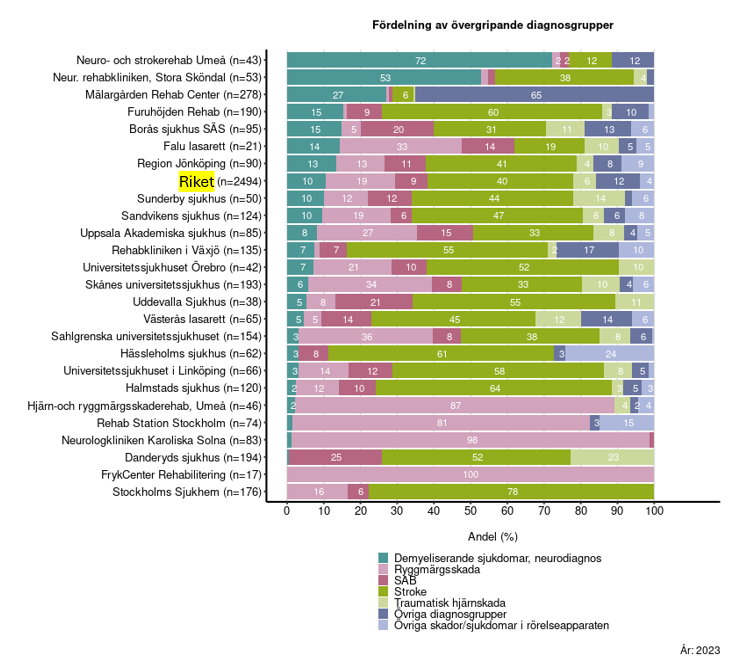 Fördelning av övergripande diagnosgrupper
Neuro- och strokerehab Umeå (n=43) 72 2 2 12 12
Neur. rehabkliniken, Stora Sköndal (n=53) 53 38 4
Mälargården Rehab Center (n=278) 27 6 65
Furuhöjden Rehab (n=190) 15 9 60 3 10
Borås sjukhus SÄS (n=95) 15 5 20 31 11 13 6
Falu lasarett (n=21) 14 33 14 19 10 5 5
Region Jönköping (n=90) 13 13 11 41 4 8 9
Riket (n=2494) 10 19 9 40 6 12 4
Sunderby sjukhus (n=50) 10 12 12 44 14 6
Sandvikens sjukhus (n=124) 10 19 6 47 6 6 8
Uppsala Akademiska sjukhus (n=85) 8 27 15 33 8 4 5
Rehabkliniken i Växjö (n=135) 7 7 55 2 17 10
Universitetssjukhuset Örebro (n=42) 7 21 10 52 10
Skånes universitetssjukhus (n=193) 6 34 8 33 10 4 6
Uddevalla Sjukhus (n=38) 5 8 21 55 11
Västerås lasarett (n=65) 5 5 14 45 12 14 6
Sahlgrenska universitetssjukhuset (n=154) 3 36 8 38 8 6
Hässleholms sjukhus (n=62) 3 8 61 3 24
Universitetssjukhuset i Linköping (n=66) 3 14 12 58 8 5
Halmstads sjukhus (n=120) 2 12 10 64 3 5 3
Hjärn-och ryggmärgsskaderehab, Umeå (n=46) 2 87 4 2 4
Rehab Station Stockholm (n=74) 81 3 15
Neurologkliniken Karoliska Solna (n=83) 98
Danderyds sjukhus (n=194) 25 52 23
FrykCenter Rehabilitering (n=17) 100
Stockholms Sjukhem (n=176) 16 6 78
0 10 20 30 40 50 60 70 80 90 100
Andel (%)
Demyeliserande sjukdomar, neurodiagnos
Ryggmärgsskada
SAB
Stroke
Traumatisk hjärnskada
Övriga diagnosgrupper
Övriga skador/sjukdomar i rörelseapparaten
År: 2023